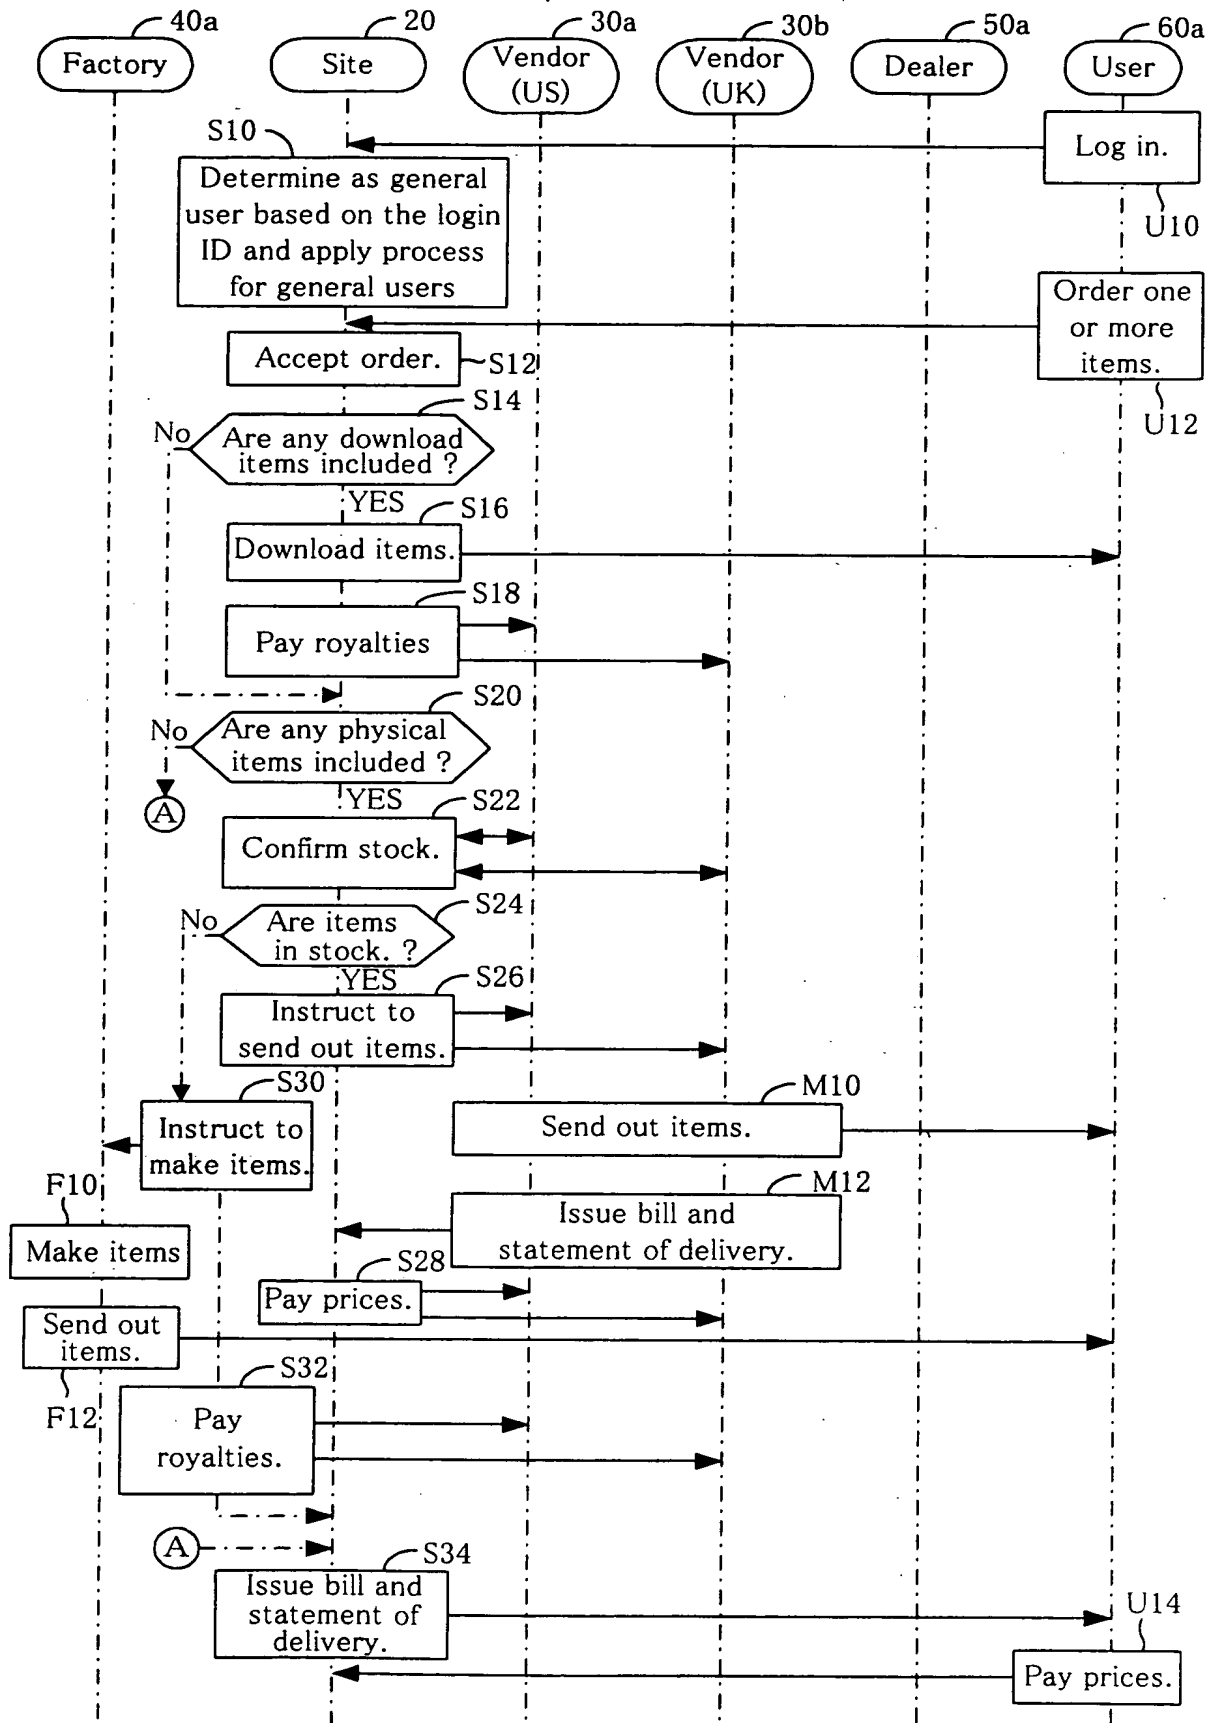 40a
20
30a
30b
50a
60a
Factory
Site
Vendor
(US)
Vendor
(UK)
Dealer
User
S10
Log in.
U10
Determine as general
user based on the login
ID and apply process
for general users
Order one
or more
items.
U12
Accept order.
S12
S14
No
Are any download
items included ?
YES
S16
Download items.
S18
Pay royalties
S20
No
Are any physical
items included ?
A
YES
S22
Confirm stock.
S24
No
Are items
in stock. ?
YES
S26
Instruct to
send out items.
S30
M10
Instruct to
make items.
Send out items.
F10
M12
Make items
Issue bill and
statement of delivery.
S28
Pay prices.
Send out
items.
F12
S32
Pay
royalties.
A
S34
Issue bill and
statement of
delivery.
U14
Pay prices.